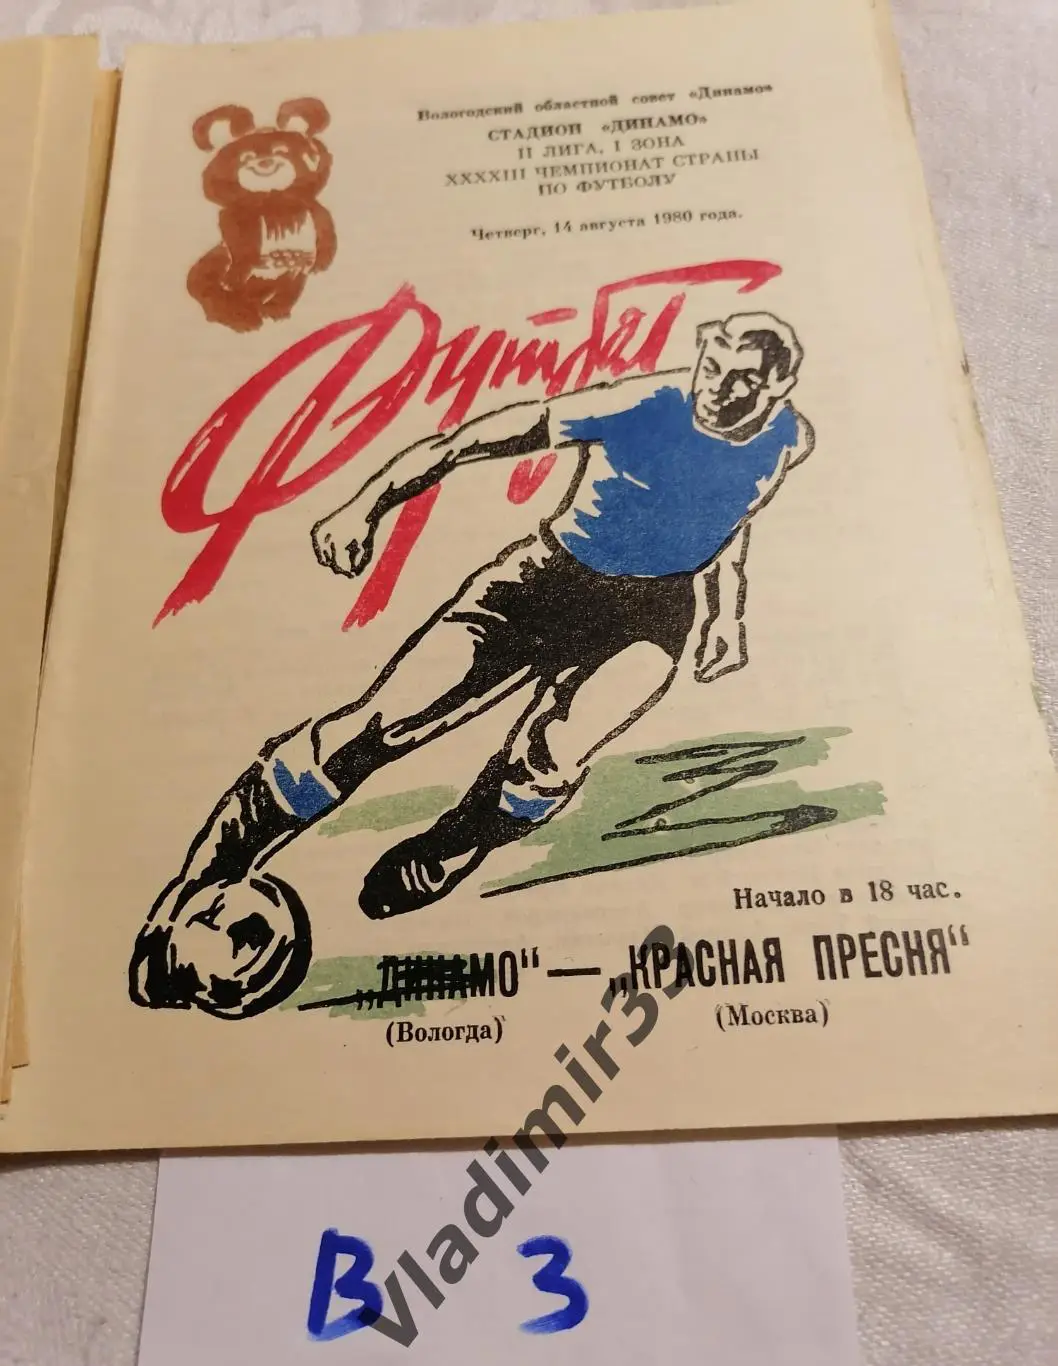 Вологодский областной совет «Динамо»
СТАДИОН «ДИНАМО»
II ЛИГА, I ЗОНА
XXXXIII ЧЕМПИОНАТ СТРАНЫ
ПО ФУТБОЛУ
Четверг, 14 августа 1980 года.
Футбол
Начало в 18 час.
„ДИНАМО" — „КРАСНАЯ ПРЕСНЯ"
(Вологда) (Москва)
Vladimir39
В 3